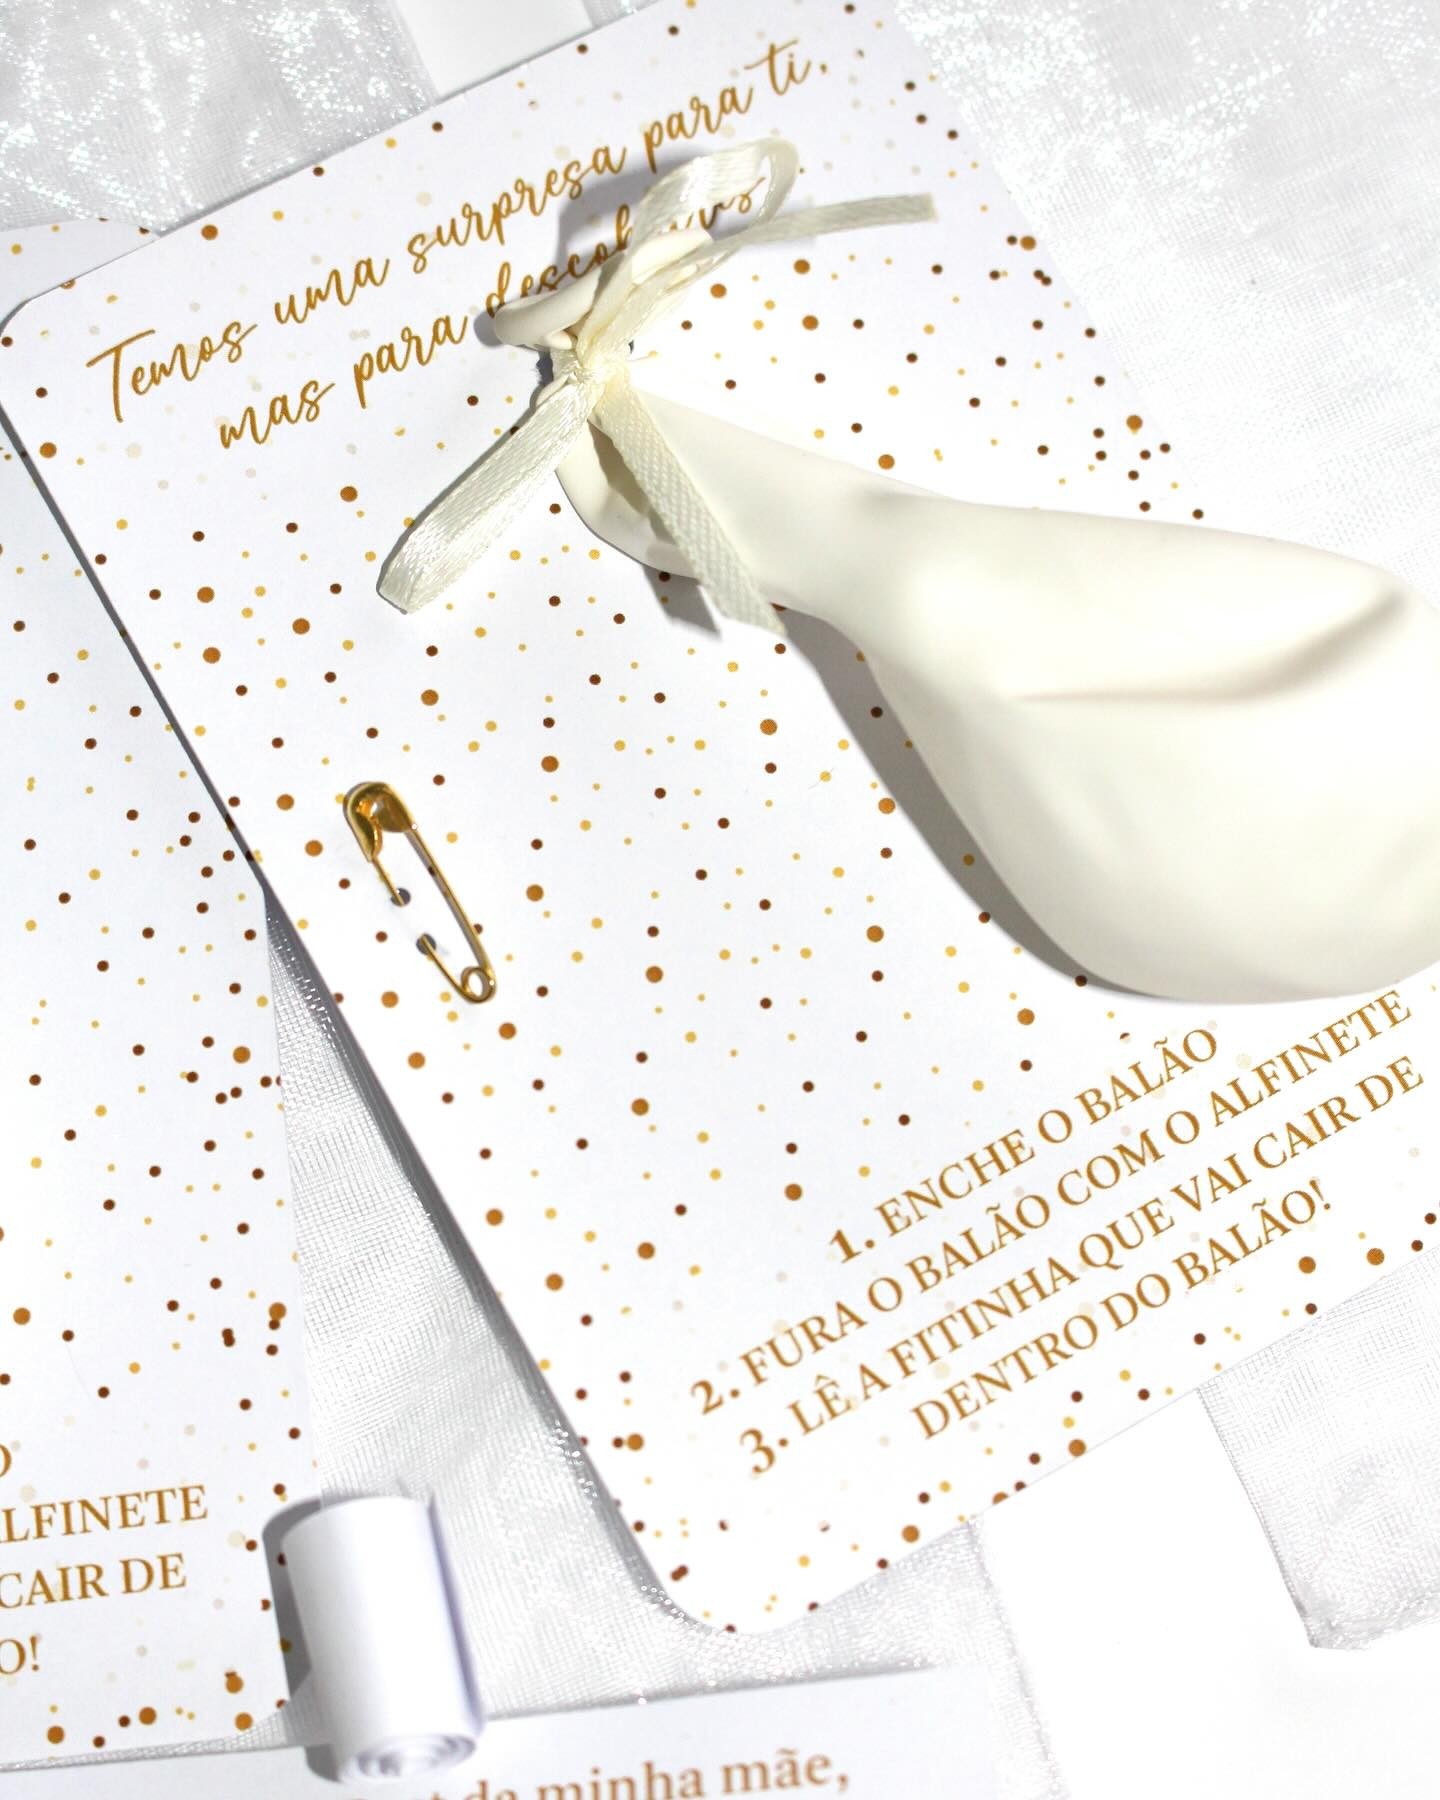 Temos uma surpresa para ti,
mas para descobrires
1. ENCHE O BALÃO
2. FURA O BALÃO COM O ALFINETE
3. LÊ A FITINHA QUE VAI CAIR DE
DENTRO DO BALÃO!
O
ALFINETE
CAIR DE
O!
da minha mãe,